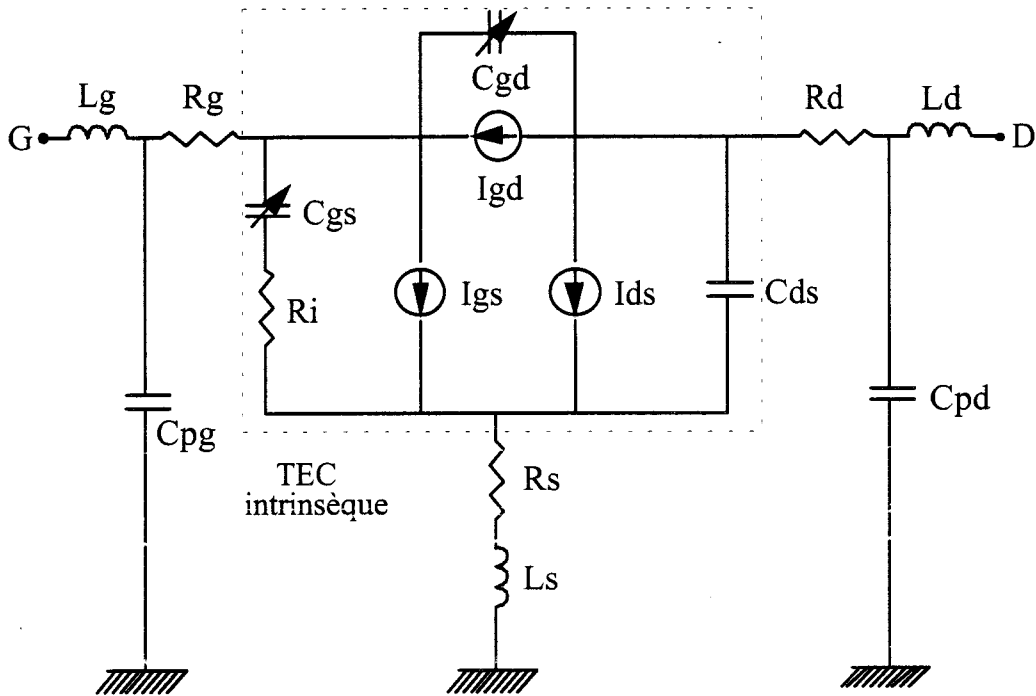 Cgd
Lg
Rg
Rd
Ld
G
D
Igd
Cgs
Igs
Ids
Cds
Ri
Cpg
Cpd
TEC
intrinsèque
Rs
Ls